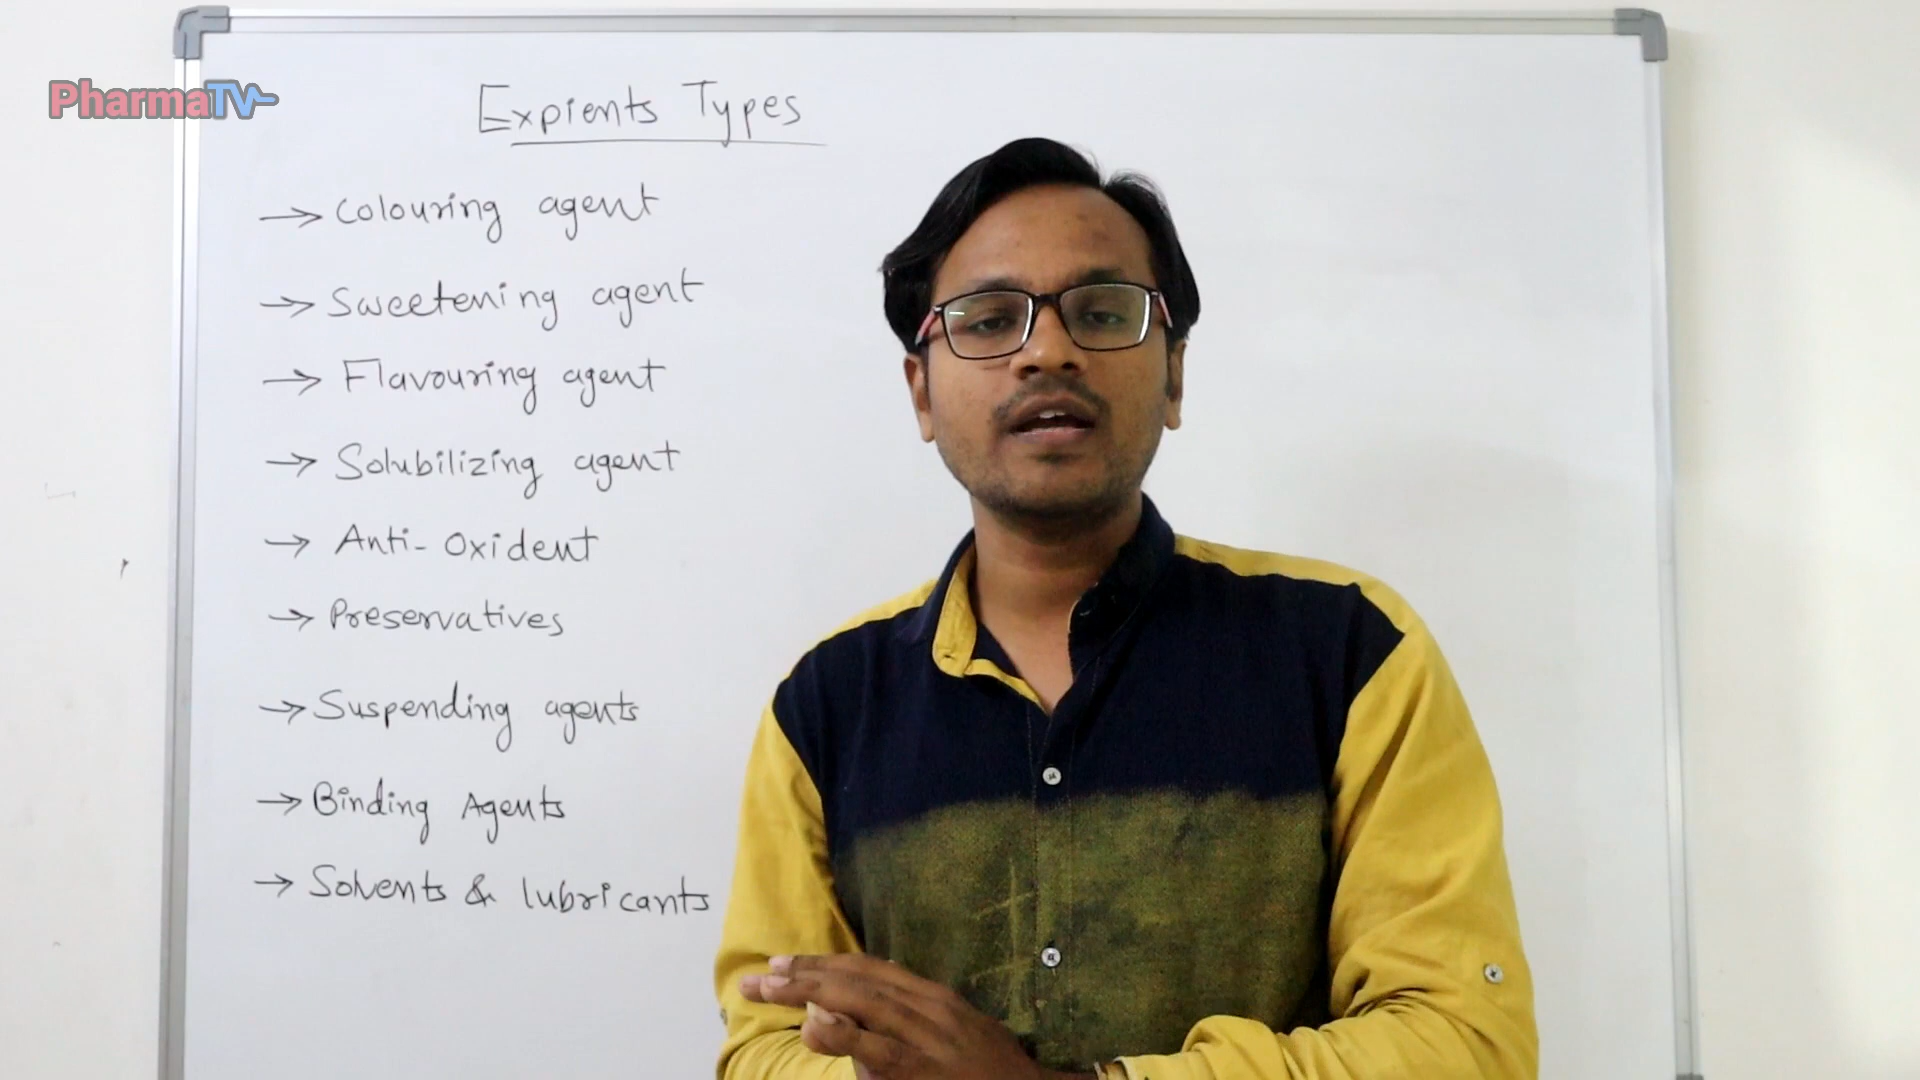 PharmaTV
Expients Types
→ Colouring agent
→ Sweetening agent
→ Flavouring agent
→ Solubilizing agent
→ Anti-Oxident
→ Preservatives
→ Suspending agents
→ Binding Agents
→ Solvents & lubricants